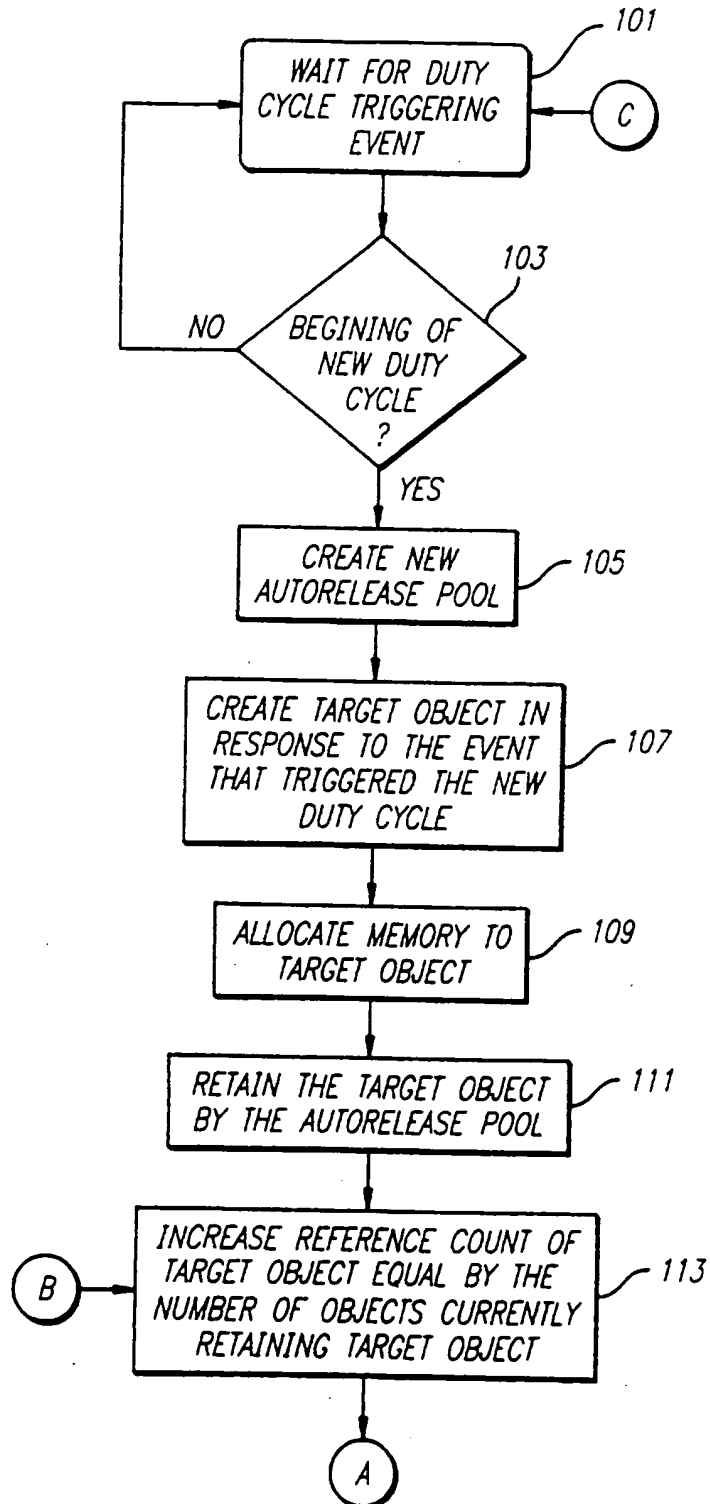 101
WAIT FOR DUTY
CYCLE TRIGGERING
EVENT
C
103
NO
BEGINING OF
NEW DUTY
CYCLE
?
YES
CREATE NEW
AUTORELEASE POOL
105
CREATE TARGET OBJECT IN
RESPONSE TO THE EVENT
THAT TRIGGERED THE NEW
DUTY CYCLE
107
ALLOCATE MEMORY TO
TARGET OBJECT
109
RETAIN THE TARGET OBJECT
BY THE AUTORELEASE POOL
111
INCREASE REFERENCE COUNT OF
TARGET OBJECT EQUAL BY THE
NUMBER OF OBJECTS CURRENTLY
RETAINING TARGET OBJECT
113
B
A